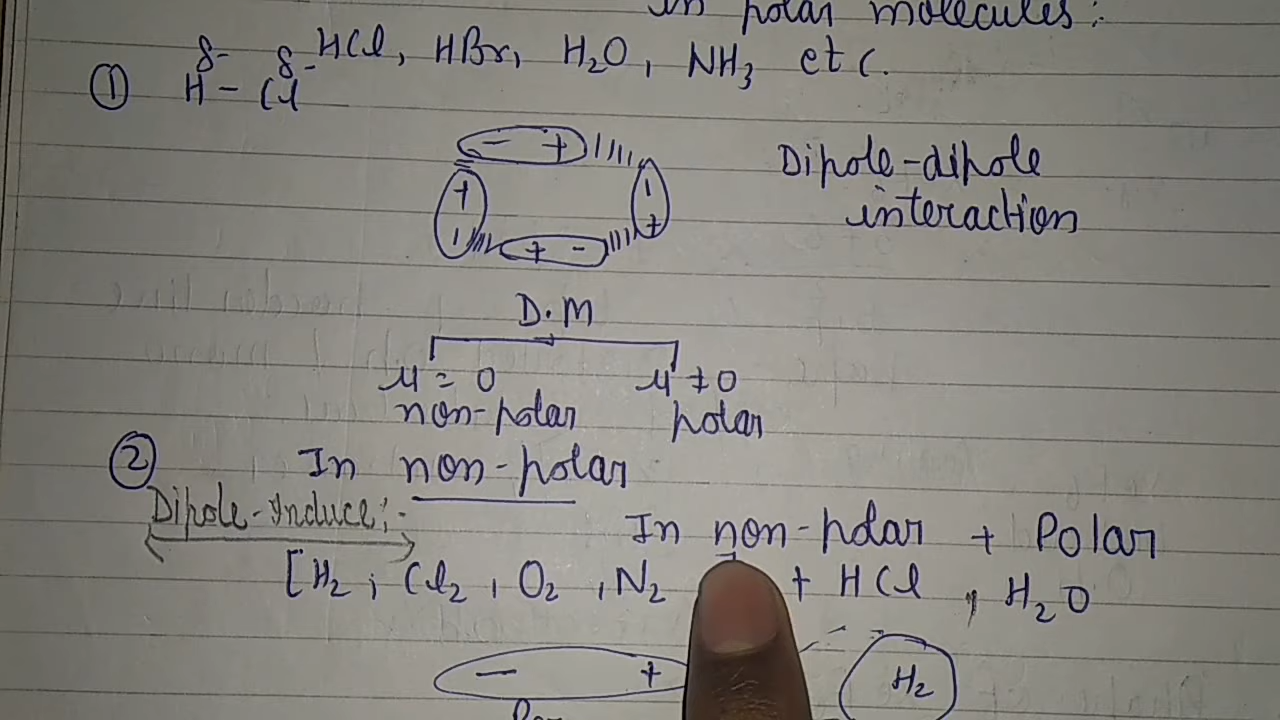 in polar molecules:
HCl, HBr, H2O, NH3 etc.
δ- δ-
① H - Cl
- +
+ -
- +
+ -
Dipole-dipole
interaction
D.M
μ = 0 μ ≠ 0
non-polar polar
② In non-polar
Dipole-Induce:-
In non-polar + Polar
[H2, Cl2, O2, N2 + HCl, H2O
- + H2